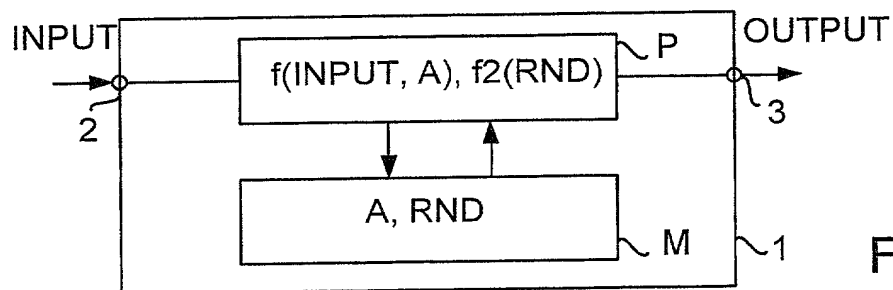 INPUT
OUTPUT
P
f(INPUT, A), f2(RND)
2
3
A, RND
M
1
F